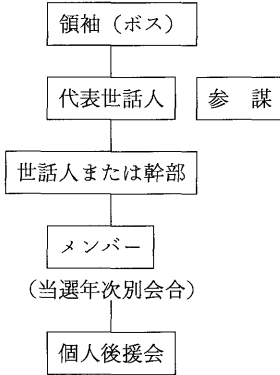 領袖（ボス）
代表世話人 参　謀
世話人または幹部
メンバー
（当選年次別会合）
個人後援会